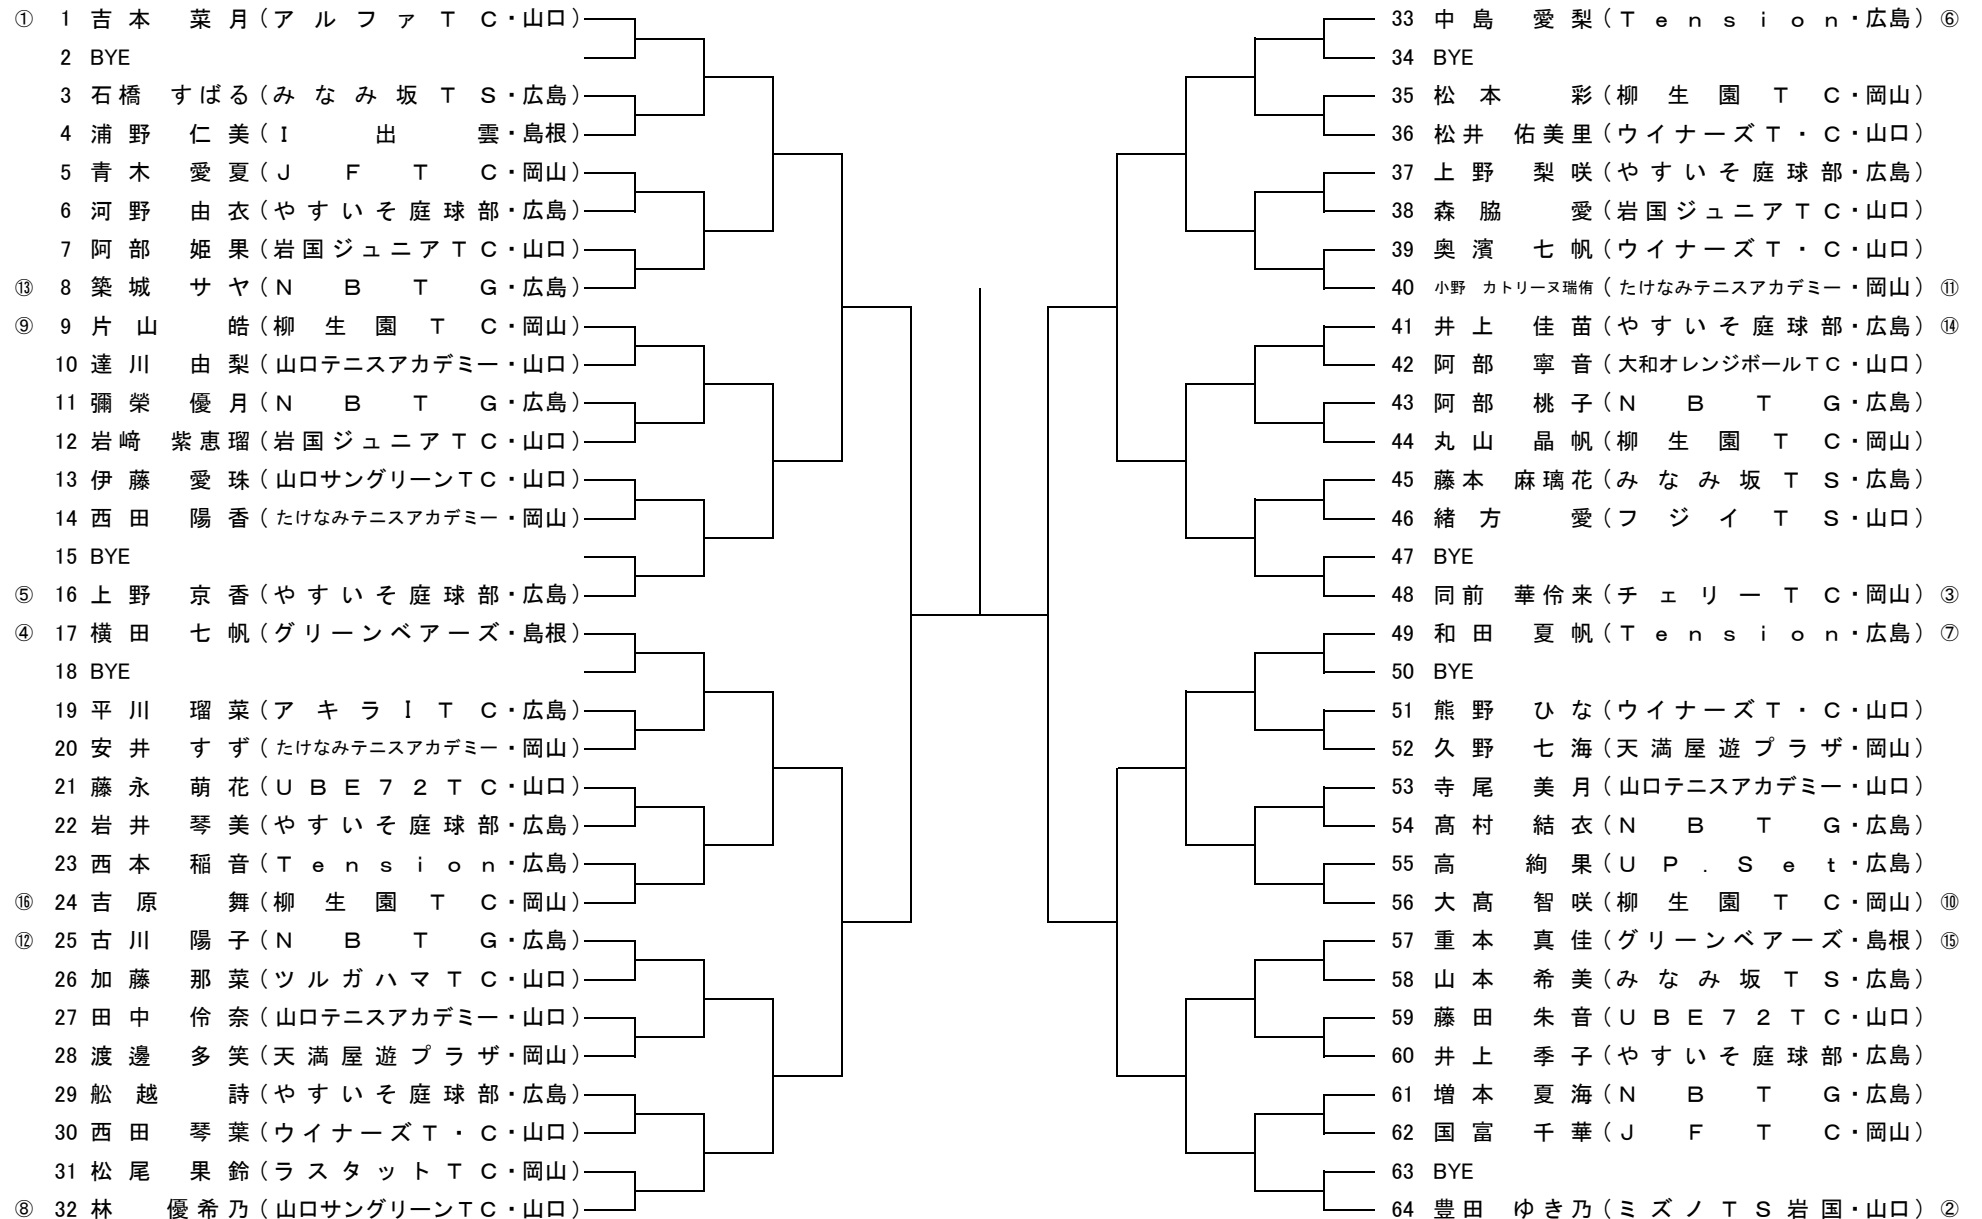 ① 1 吉本 菜月(アルファTC・山口)
2 BYE
3 石橋 すばる(みなみ坂TS・広島)
4 浦野 仁美(I出雲・島根)
5 青木 愛夏(JFTC・岡山)
6 河野 由衣(やすいそ庭球部・広島)
7 阿部 姫果(岩国ジュニアTC・山口)
⑬ 8 築城 サヤ(NBTG・広島)
⑨ 9 片山 皓(柳生園TC・岡山)
10 達川 由梨(山口テニスアカデミー・山口)
11 彌榮 優月(NBTG・広島)
12 岩﨑 紫恵瑠(岩国ジュニアTC・山口)
13 伊藤 愛珠(山口サングリーンTC・山口)
14 西田 陽香(たけなみテニスアカデミー・岡山)
15 BYE
⑤ 16 上野 京香(やすいそ庭球部・広島)
④ 17 横田 七帆(グリーンベアーズ・島根)
18 BYE
19 平川 瑠菜(アキラITC・広島)
20 安井 すず(たけなみテニスアカデミー・岡山)
21 藤永 萌花(UBE72TC・山口)
22 岩井 琴美(やすいそ庭球部・広島)
23 西本 稲音(Tension・広島)
⑯ 24 吉原 舞(柳生園TC・岡山)
⑫ 25 古川 陽子(NBTG・広島)
26 加藤 那菜(ツルガハマTC・山口)
27 田中 伶奈(山口テニスアカデミー・山口)
28 渡邊 多笑(天満屋遊プラザ・岡山)
29 舩越 詩(やすいそ庭球部・広島)
30 西田 琴葉(ウイナーズT・C・山口)
31 松尾 果鈴(ラスタットTC・岡山)
⑧ 32 林 優希乃(山口サングリーンTC・山口)
33 中島 愛梨(Tension・広島) ⑥
34 BYE
35 松本 彩(柳生園TC・岡山)
36 松井 佑美里(ウイナーズT・C・山口)
37 上野 梨咲(やすいそ庭球部・広島)
38 森脇 愛(岩国ジュニアTC・山口)
39 奥濱 七帆(ウイナーズT・C・山口)
40 小野 カトリーヌ瑞侑(たけなみテニスアカデミー・岡山) ⑪
41 井上 佳苗(やすいそ庭球部・広島) ⑭
42 阿部 寧音(大和オレンジボールTC・山口)
43 阿部 桃子(NBTG・広島)
44 丸山 晶帆(柳生園TC・岡山)
45 藤本 麻璃花(みなみ坂TS・広島)
46 緒方 愛(フジイTS・山口)
47 BYE
48 同前 華伶来(チェリーTC・岡山) ③
49 和田 夏帆(Tension・広島) ⑦
50 BYE
51 熊野 ひな(ウイナーズT・C・山口)
52 久野 七海(天満屋遊プラザ・岡山)
53 寺尾 美月(山口テニスアカデミー・山口)
54 髙村 結衣(NBTG・広島)
55 高 絢果(UP.Set・広島)
56 大髙 智咲(柳生園TC・岡山) ⑩
57 重本 真佳(グリーンベアーズ・島根) ⑮
58 山本 希美(みなみ坂TS・広島)
59 藤田 朱音(UBE72TC・山口)
60 井上 季子(やすいそ庭球部・広島)
61 増本 夏海(NBTG・広島)
62 国富 千華(JFTC・岡山)
63 BYE
64 豊田 ゆき乃(ミズノTS岩国・山口) ②